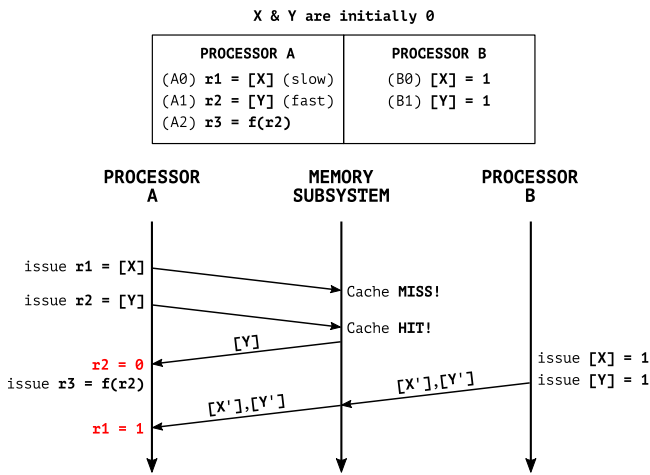 X & Y are initially 0
PROCESSOR A
(A0) r1 = [X] (slow)
(A1) r2 = [Y] (fast)
(A2) r3 = f(r2)
PROCESSOR B
(B0) [X] = 1
(B1) [Y] = 1
PROCESSOR
A
MEMORY
SUBSYSTEM
PROCESSOR
B
issue r1 = [X]
Cache MISS!
issue r2 = [Y]
Cache HIT!
[Y]
r2 = 0
issue [X] = 1
issue r3 = f(r2)
issue [Y] = 1
[X'],[Y']
[X'],[Y']
r1 = 1